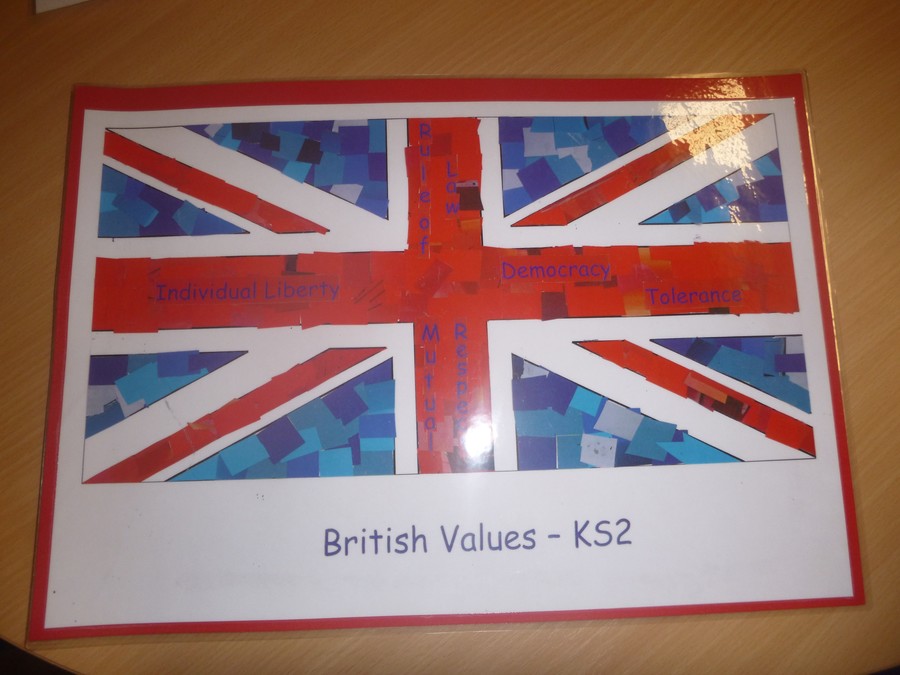 Rule of
Law
Individual Liberty
Democracy
Tolerance
Mutual
Respect
British Values – KS2